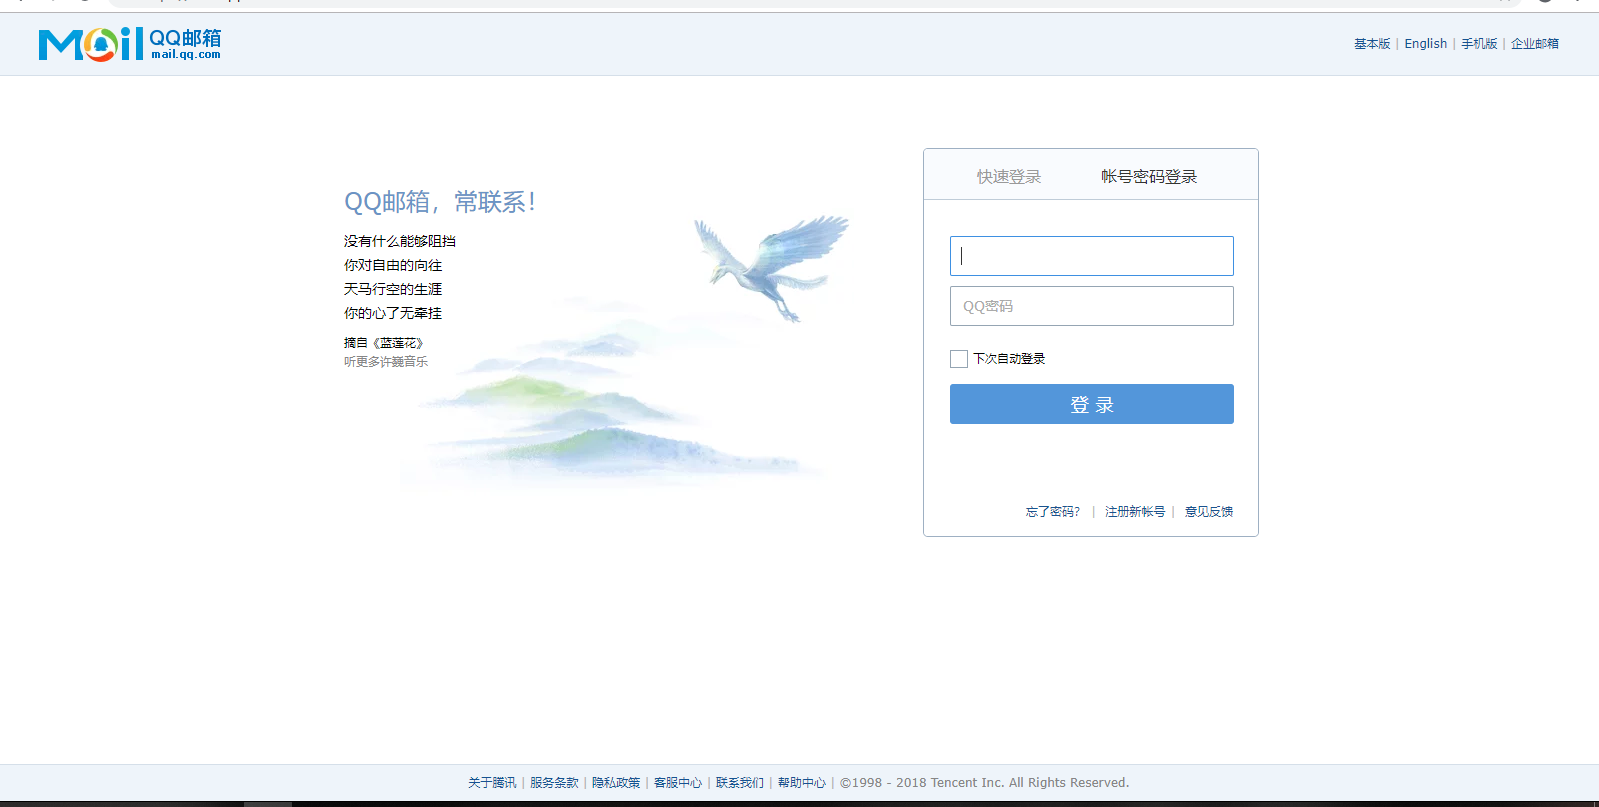 Mail QQ邮箱
mail.qq.com
基本版 | English | 手机版 | 企业邮箱
QQ邮箱，常联系！
没有什么能够阻挡
你对自由的向往
天马行空的生涯
你的心了无牵挂
摘自《蓝莲花》
听更多许巍音乐
快速登录 帐号密码登录
QQ密码
下次自动登录
登 录
忘了密码？ | 注册新帐号 | 意见反馈
关于腾讯 | 服务条款 | 隐私政策 | 客服中心 | 联系我们 | 帮助中心 | ©1998 - 2018 Tencent Inc. All Rights Reserved.